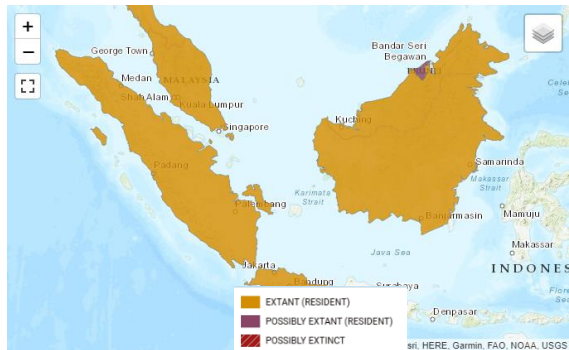 +
−
George Town
Medan
MALAYSIA
Shah Alam
Kuala Lumpur
Singapore
Padang
Palembang
Jakarta
Bandung
Bandar Seri
Begawan
BRUNEI
Kuching
Samarinda
Makassar
Strait
Karimata
Strait
Banjarmasin
Mamuju
Makassar
Java Sea
INDONES
Surabaya
Denpasar
EXTANT (RESIDENT)
POSSIBLY EXTANT (RESIDENT)
POSSIBLY EXTINCT
sri, HERE, Garmin, FAO, NOAA, USGS